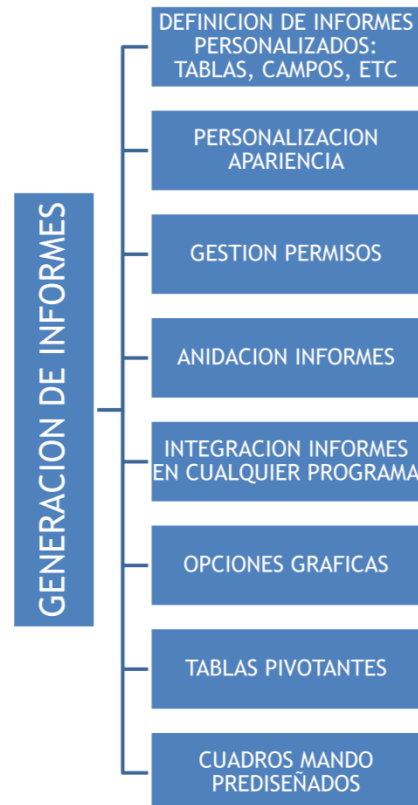 GENERACION DE INFORMES
DEFINICION DE INFORMES
PERSONALIZADOS:
TABLAS, CAMPOS, ETC
PERSONALIZACION
APARIENCIA
GESTION PERMISOS
ANIDACION INFORMES
INTEGRACION INFORMES
EN CUALQUIER PROGRAMA
OPCIONES GRAFICAS
TABLAS PIVOTANTES
CUADROS MANDO
PREDISEÑADOS